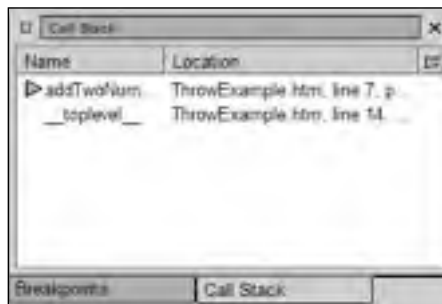 Call Stack
Name Location
addTwoNum... ThrowExample.htm, line 7, p...
__toplevel__ ThrowExample.htm, line 14, ...
Breakpoints Call Stack